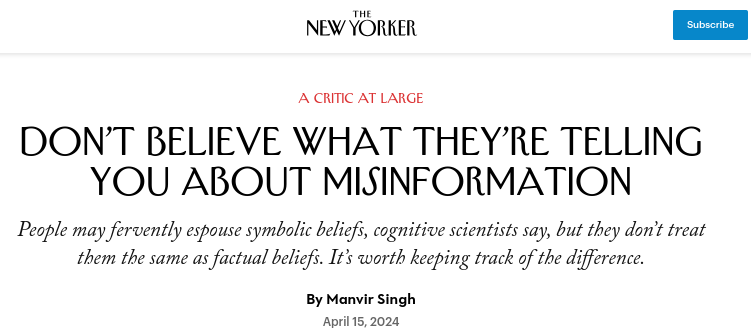 THE
NEW YORKER
Subscribe
A CRITIC AT LARGE
DON'T BELIEVE WHAT THEY'RE TELLING
YOU ABOUT MISINFORMATION
People may fervently espouse symbolic beliefs, cognitive scientists say, but they don't treat
them the same as factual beliefs. It's worth keeping track of the difference.
By Manvir Singh
April 15, 2024